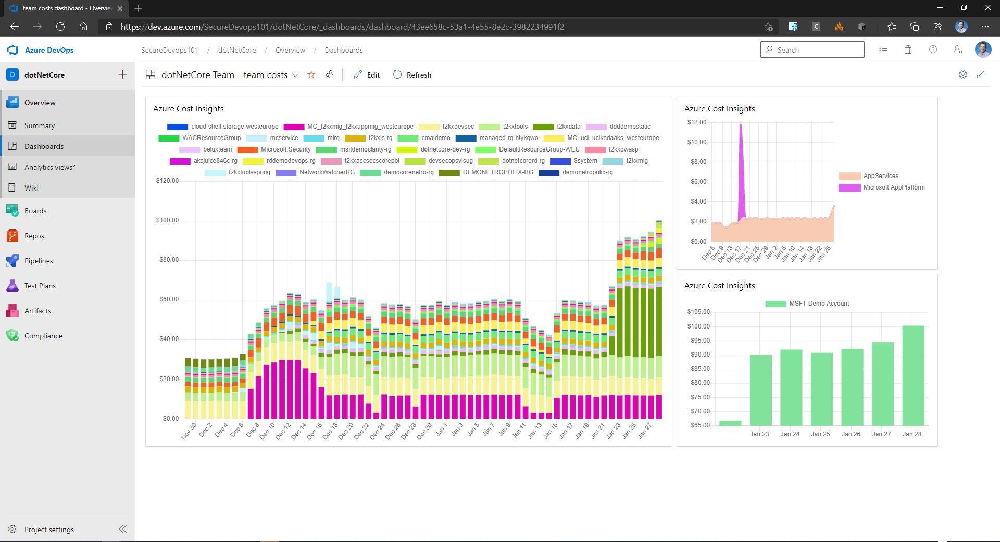 team costs dashboard - Overview
https://dev.azure.com/SecureDevops101/dotNetCore/_dashboards/dashboard/43ee658c-53a1-4e55-8e2c-3982234991f2
C
SVG
Azure DevOps
SecureDevops101 / dotNetCore / Overview / Dashboards
Search
D dotNetCore
dotNetCore Team - team costs
Edit
Refresh
Overview
Summary
Dashboards
Analytics views*
Wiki
Boards
Repos
Pipelines
Test Plans
Artifacts
Compliance
Project settings
Azure Cost Insights
cloud-shell-storage-westeurope MC_t2kxmig_t2kxappmig_westeurope t2kxdevsec t2kxtools t2kxdata ddddemostatic
WACResourceGroup mcservice mlrg t2kxjs-rg cmaidemo managed-rg-htykqwo MC_ucl_uclkedaaks_westeurope
beluxteam Microsoft.Security msftdemoclarity-rg dotnetcore-dev-rg DefaultResourceGroup-WEU t2kxowasp
aksjuice846c-rg rddemodevops-rg t2kxascsecscorepbi devsecopsvisug dotnetcorerd-rg $system t2kxmig
t2kxtoolsspring NetworkWatcherRG democorenetro-rg DEMONETROPOLIX-RG demonetropolix-rg
$120.00
$100.00
$80.00
$60.00
$40.00
$20.00
$0.00
Nov 30 Dec 2 Dec 4 Dec 6 Dec 8 Dec 10 Dec 12 Dec 14 Dec 16 Dec 18 Dec 20 Dec 22 Dec 24 Dec 26 Dec 28 Dec 30 Jan 1 Jan 3 Jan 5 Jan 7 Jan 9 Jan 11 Jan 13 Jan 15 Jan 17 Jan 19 Jan 21 Jan 23 Jan 25 Jan 27
Azure Cost Insights
$12.00
$10.00
$8.00
$6.00
$4.00
$2.00
$0.00
AppServices
Microsoft.AppPlatform
Dec 5 Dec 9 Dec 13 Dec 17 Dec 21 Dec 25 Dec 29 Jan 2 Jan 6 Jan 10 Jan 14 Jan 18 Jan 22 Jan 26
Azure Cost Insights
MSFT Demo Account
$105.00
$100.00
$95.00
$90.00
$85.00
$80.00
$75.00
$70.00
$65.00
Jan 23 Jan 24 Jan 25 Jan 26 Jan 27 Jan 28